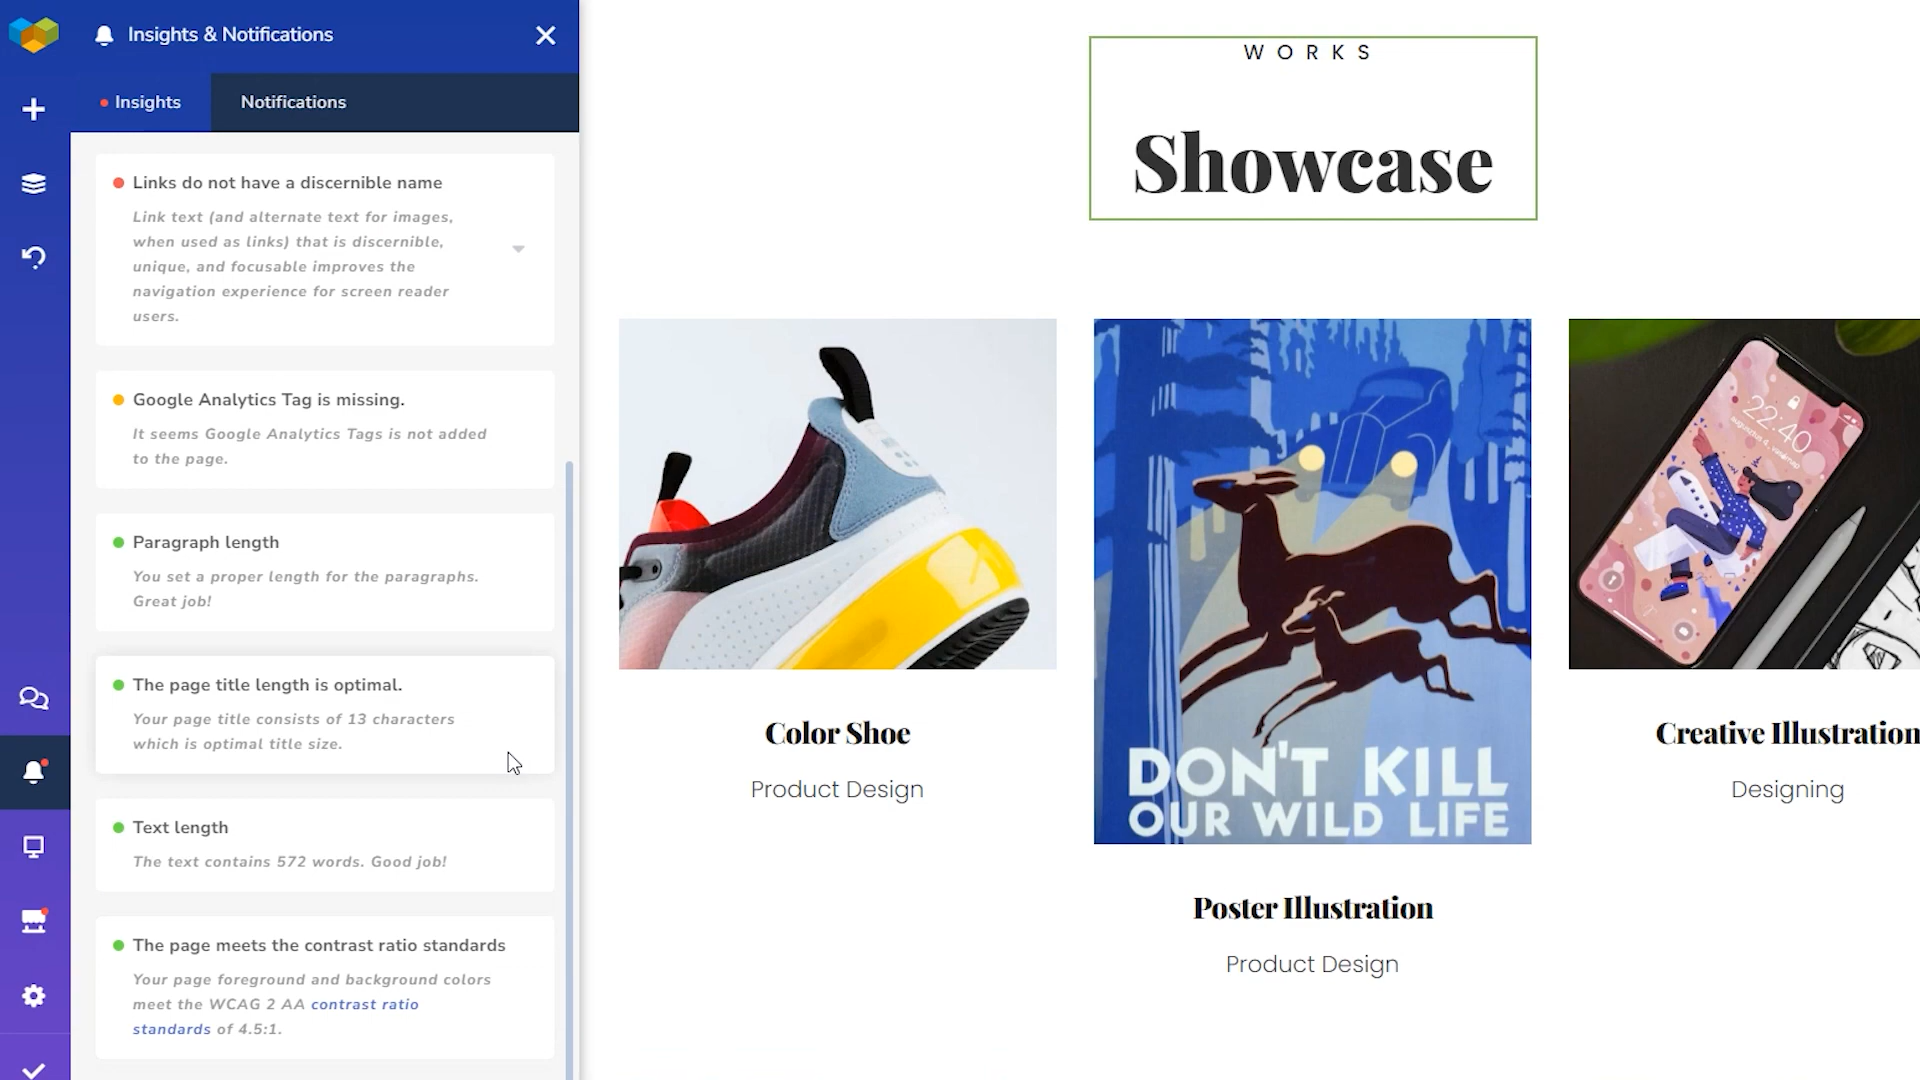 Insights & Notifications
Insights
Notifications
Links do not have a discernible name
Link text (and alternate text for images,
when used as links) that is discernible,
unique, and focusable improves the
navigation experience for screen reader
users.
Google Analytics Tag is missing.
It seems Google Analytics Tags is not added
to the page.
Paragraph length
You set a proper length for the paragraphs.
Great job!
The page title length is optimal.
Your page title consists of 13 characters
which is optimal title size.
Text length
The text contains 572 words. Good job!
The page meets the contrast ratio standards
Your page foreground and background colors
meet the WCAG 2 AA contrast ratio
standards of 4.5:1.
WORKS
Showcase
Color Shoe
Product Design
DON'T KILL
OUR WILD LIFE
Poster Illustration
Product Design
22:40
Creative Illustration
Designing